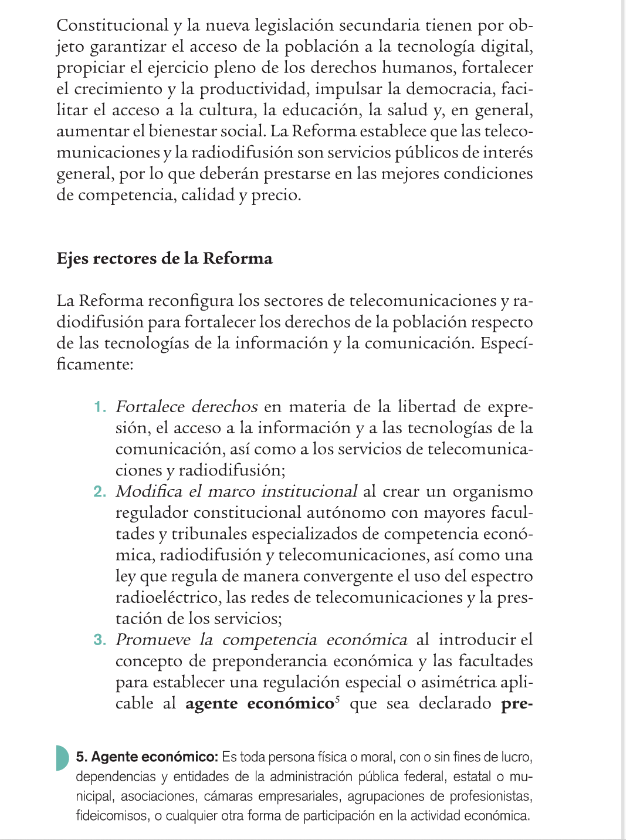 Constitucional y la nueva legislación secundaria tienen por ob-
jeto garantizar el acceso de la población a la tecnología digital,
propiciar el ejercicio pleno de los derechos humanos, fortalecer
el crecimiento y la productividad, impulsar la democracia, faci-
litar el acceso a la cultura, la educación, la salud y, en general,
aumentar el bienestar social. La Reforma establece que las teleco-
municaciones y la radiodifusión son servicios públicos de interés
general, por lo que deberán prestarse en las mejores condiciones
de competencia, calidad y precio.
Ejes rectores de la Reforma
La Reforma reconfigura los sectores de telecomunicaciones y ra-
diodifusión para fortalecer los derechos de la población respecto
de las tecnologías de la información y la comunicación. Especí-
ficamente:
1. Fortalece derechos en materia de la libertad de expre-
sión, el acceso a la información y a las tecnologías de la
comunicación, así como a los servicios de telecomunica-
ciones y radiodifusión;
2. Modifica el marco institucional al crear un organismo
regulador constitucional autónomo con mayores facul-
tades y tribunales especializados de competencia econó-
mica, radiodifusión y telecomunicaciones, así como una
ley que regula de manera convergente el uso del espectro
radioeléctrico, las redes de telecomunicaciones y la pres-
tación de los servicios;
3. Promueve la competencia económica al introducir el
concepto de preponderancia económica y las facultades
para establecer una regulación especial o asimétrica apli-
cable al agente económico⁵ que sea declarado pre-
5. Agente económico: Es toda persona física o moral, con o sin fines de lucro,
dependencias y entidades de la administración pública federal, estatal o mu-
nicipal, asociaciones, cámaras empresariales, agrupaciones de profesionistas,
fideicomisos, o cualquier otra forma de participación en la actividad económica.